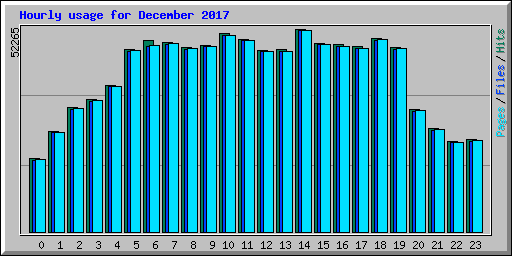 Hourly usage for December 2017
52265
Pages/Files/Hits
0 1 2 3 4 5 6 7 8 9 10 11 12 13 14 15 16 17 18 19 20 21 22 23